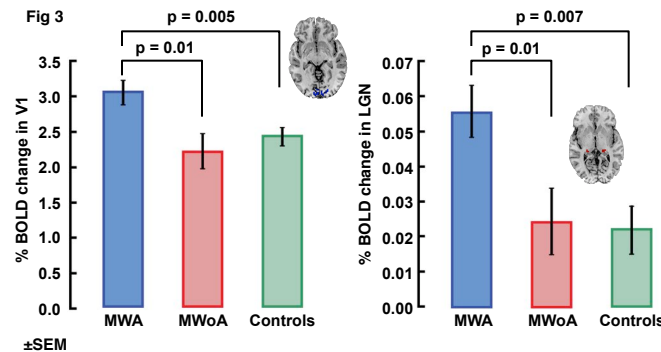 Fig 3
p = 0.005
p = 0.01
% BOLD change in V1
3.5
3.0
2.5
2.0
1.5
1.0
0.5
0.0
MWA MWoA Controls
±SEM
p = 0.007
p = 0.01
% BOLD change in LGN
0.07
0.06
0.05
0.04
0.03
0.02
0.01
0.00
MWA MWoA Controls